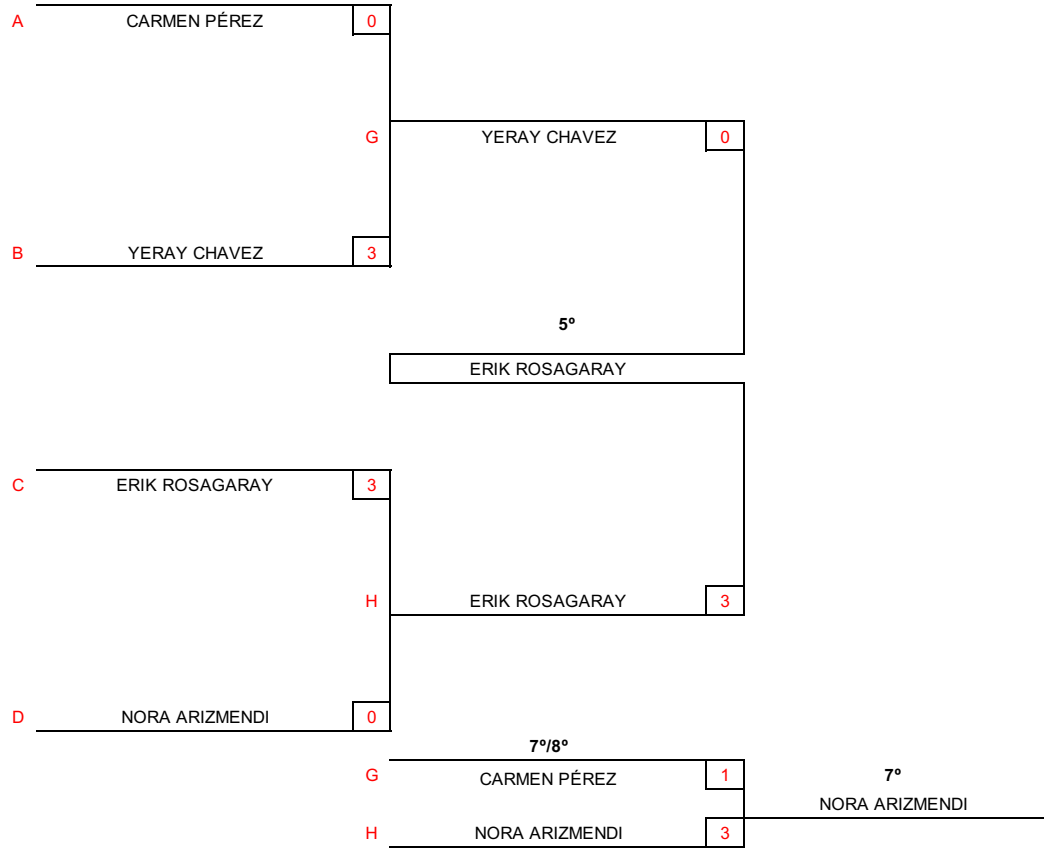 A CARMEN PÉREZ 0
G YERAY CHAVEZ 0
B YERAY CHAVEZ 3
5º
ERIK ROSAGARAY
C ERIK ROSAGARAY 3
H ERIK ROSAGARAY 3
D NORA ARIZMENDI 0
7º/8º
G CARMEN PÉREZ 1 7º
NORA ARIZMENDI
H NORA ARIZMENDI 3